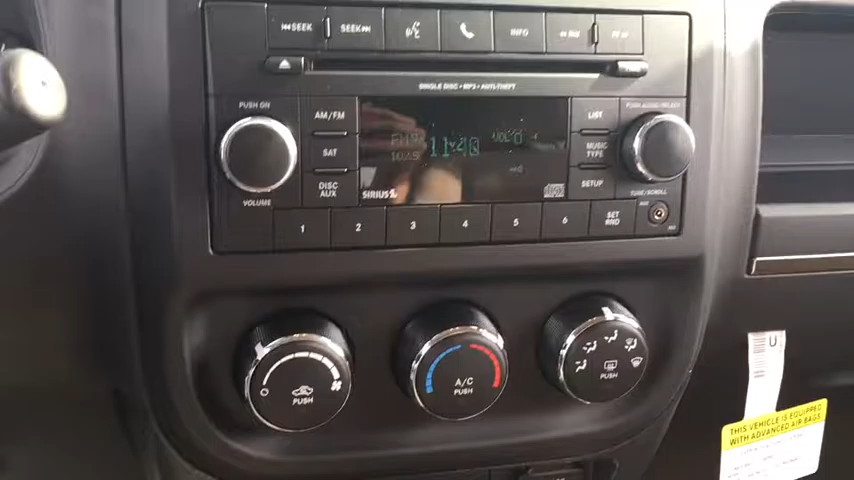 SEEK SEEK INFO
SINGLE DISC • MP3 • ANTI-THEFT
PUSH ON AM/FM LIST PUSH AUDIO SELECT
SAT 11:40 MUSIC TYPE
DISC AUX SIRIUS SETUP
VOLUME TUNE/SCROLL
1 2 3 4 5 6 SET RND
PUSH A/C PUSH PUSH
U
THIS VEHICLE IS EQUIPPED
WITH ADVANCED AIR BAGS